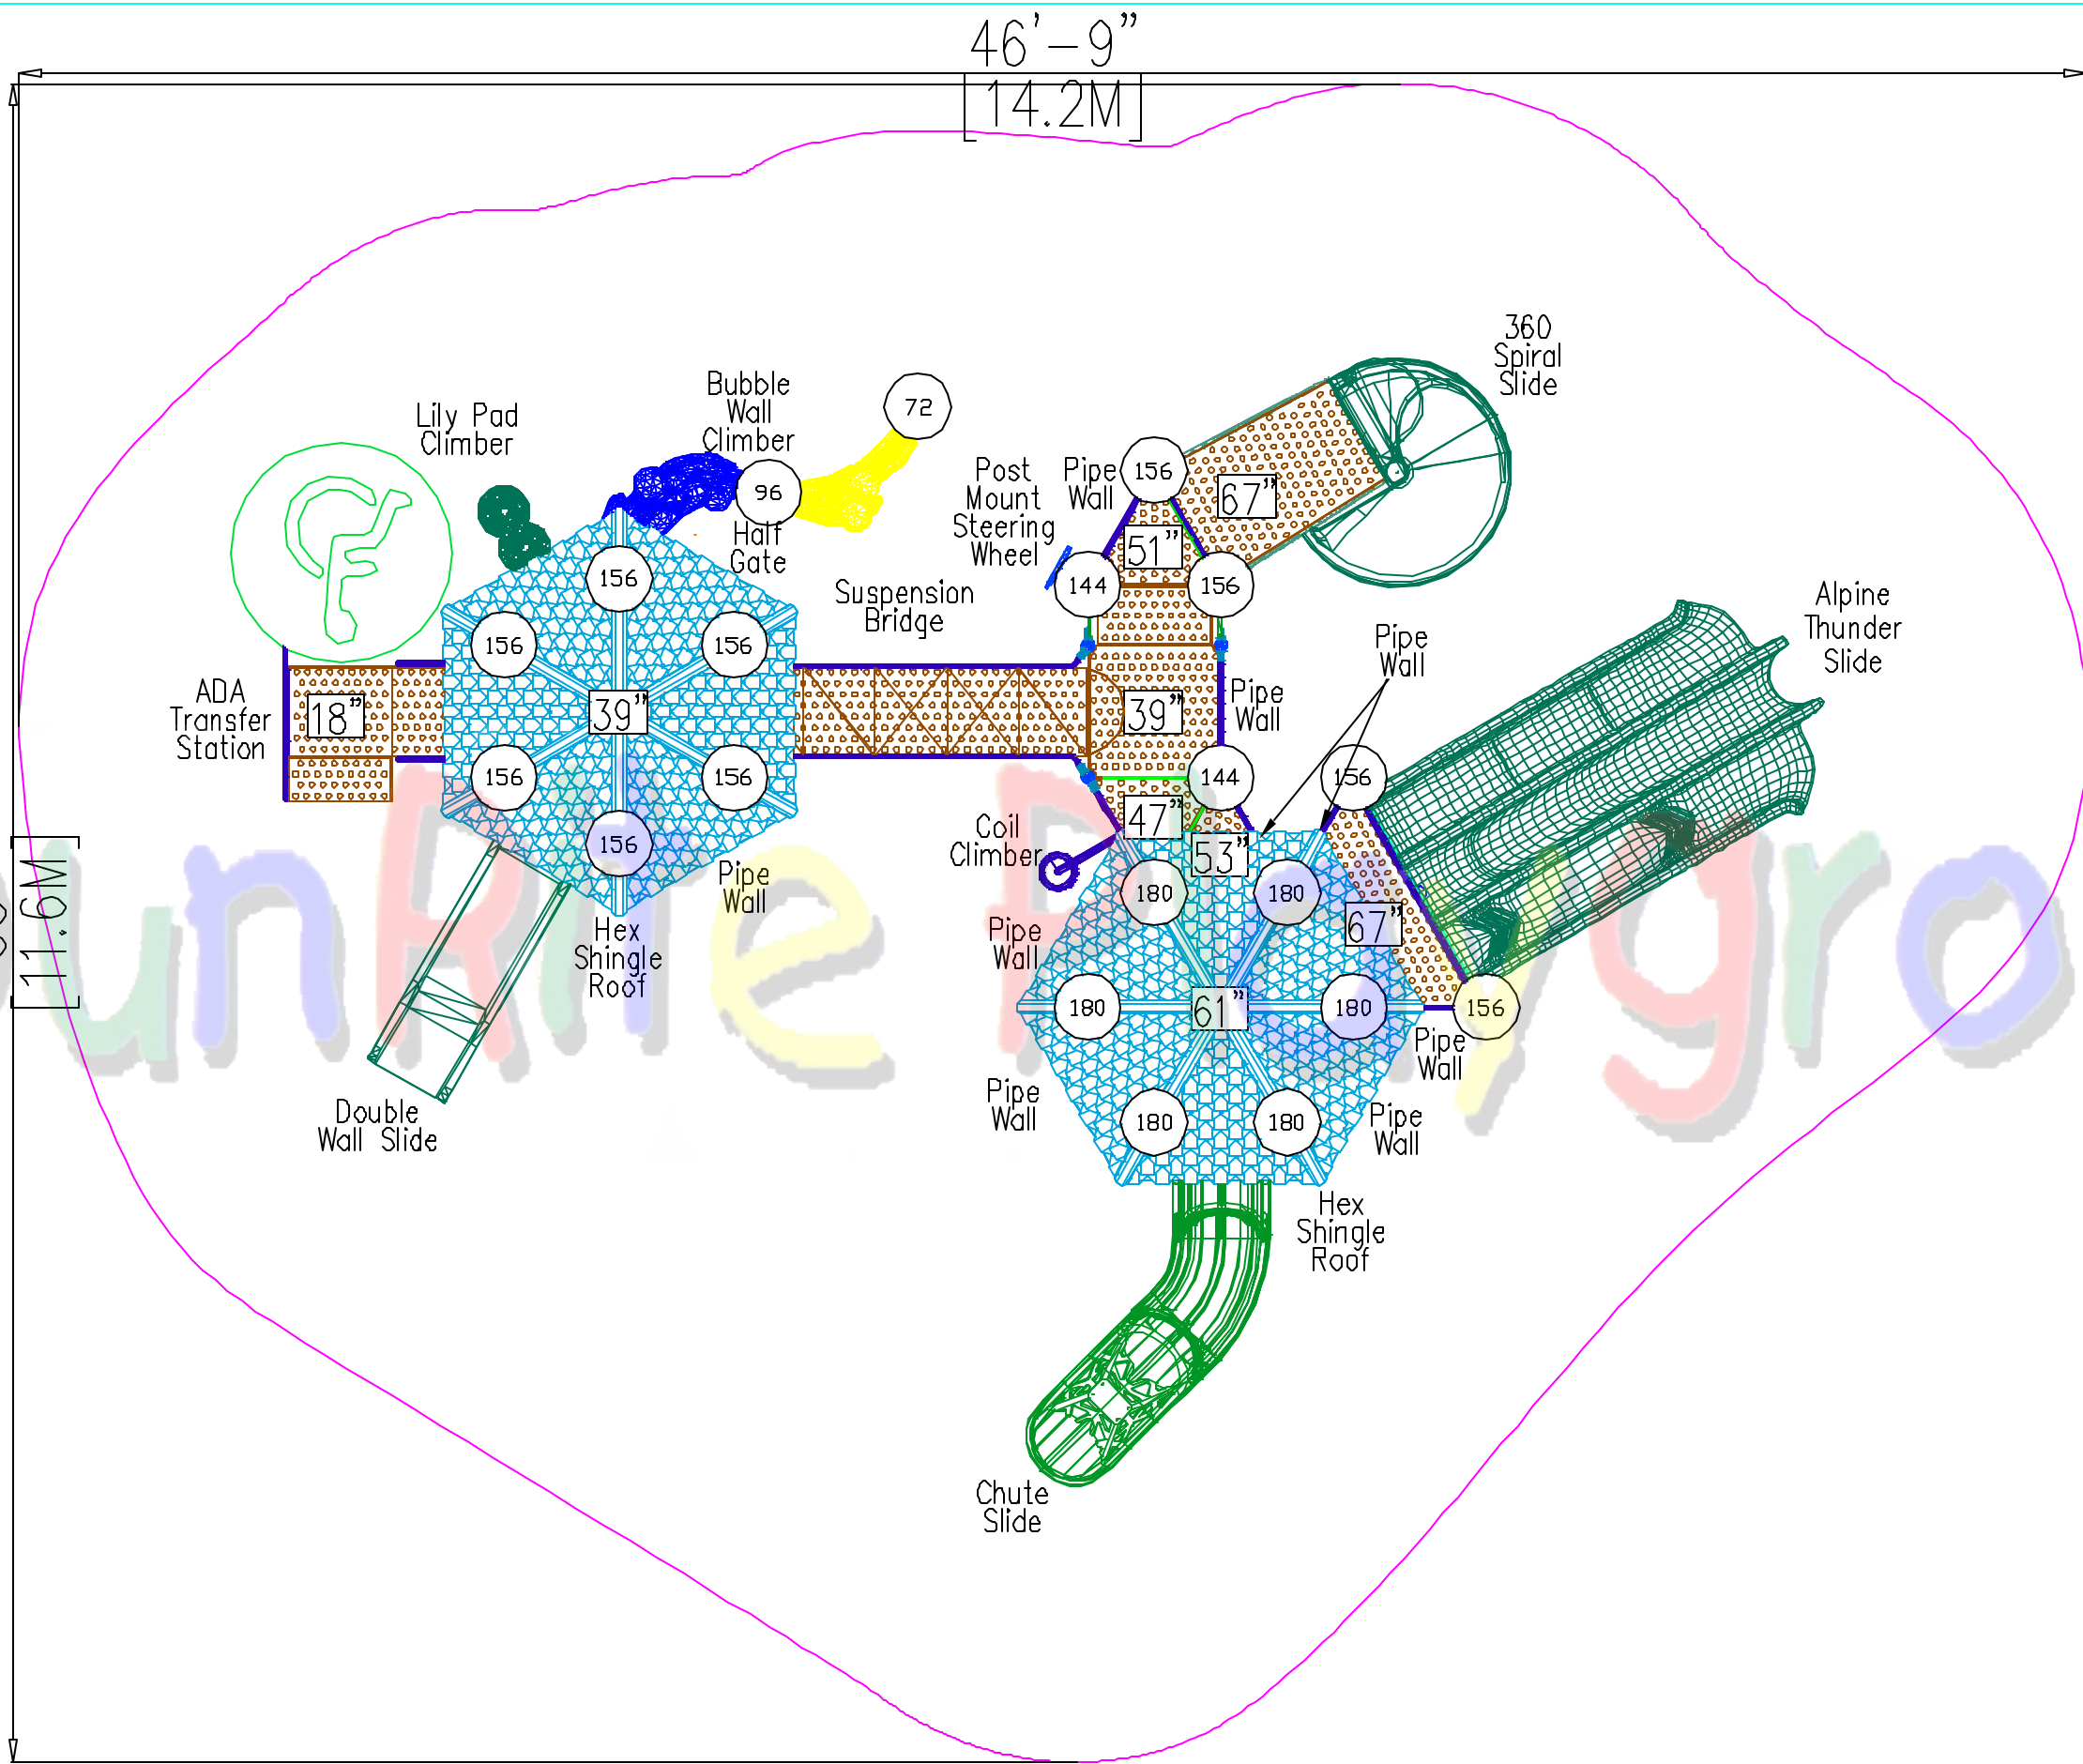 46'-9"
[14.2M]
360
Spiral
Slide
Bubble
Wall
Climber
72
Lily Pad
Climber
Post
Mount
Steering
Wheel
Pipe
Wall
156
67"
96
Half
Gate
51"
156
144
156
Suspension
Bridge
Alpine
Thunder
Slide
156
156
Pipe
Wall
ADA
Transfer
Station
18"
39"
39"
Pipe
Wall
156
156
144
156
47"
Coil
Climber
53"
156
Pipe
Wall
[11.6M]
180
180
67"
Hex
Shingle
Roof
Pipe
Wall
180
61"
180
156
Pipe
Wall
Pipe
Wall
Double
Wall Slide
180
180
Pipe
Wall
Hex
Shingle
Roof
Chute
Slide